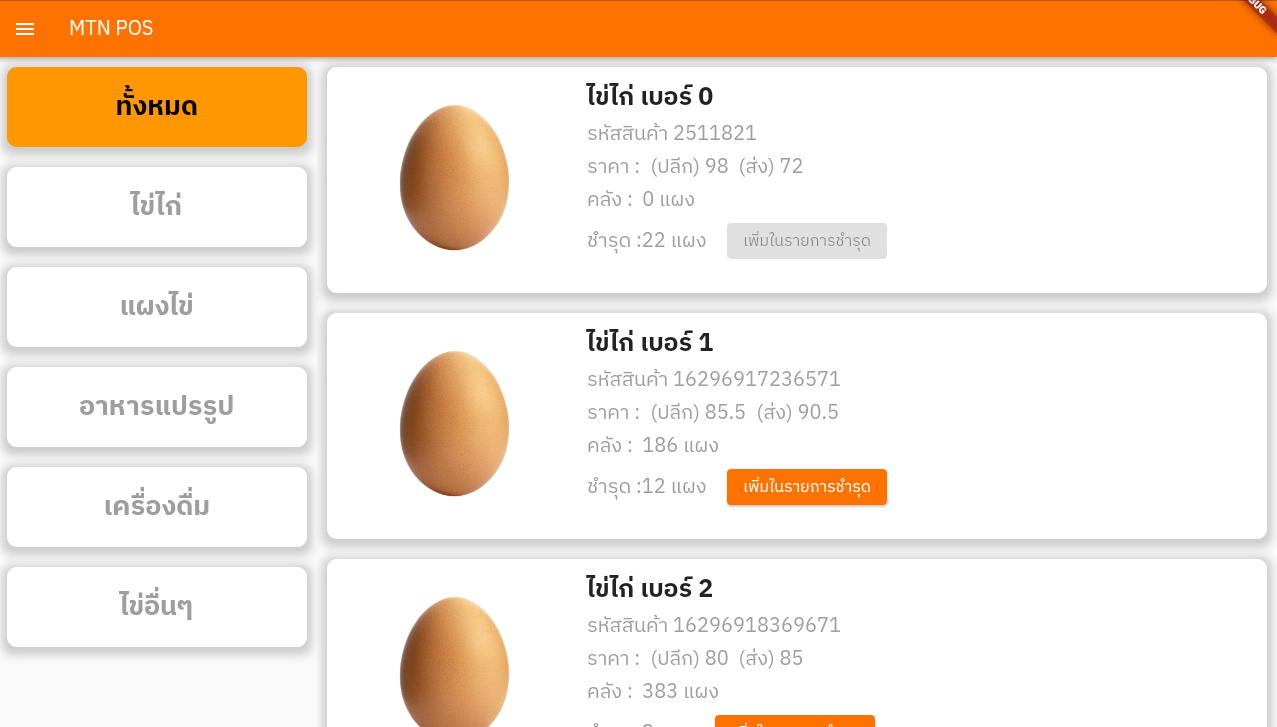 MTN POS
ทั้งหมด
ไข่ไก่
แผงไข่
อาหารแปรรูป
เครื่องดื่ม
ไข่อื่นๆ
ไข่ไก่ เบอร์ 0
รหัสสินค้า 2511821
ราคา : (ปลีก) 98 (ส่ง) 72
คลัง : 0 แผง
ชำรุด :22 แผง เพิ่มในรายการชำรุด
ไข่ไก่ เบอร์ 1
รหัสสินค้า 16296917236571
ราคา : (ปลีก) 85.5 (ส่ง) 90.5
คลัง : 186 แผง
ชำรุด :12 แผง เพิ่มในรายการชำรุด
ไข่ไก่ เบอร์ 2
รหัสสินค้า 16296918369671
ราคา : (ปลีก) 80 (ส่ง) 85
คลัง : 383 แผง